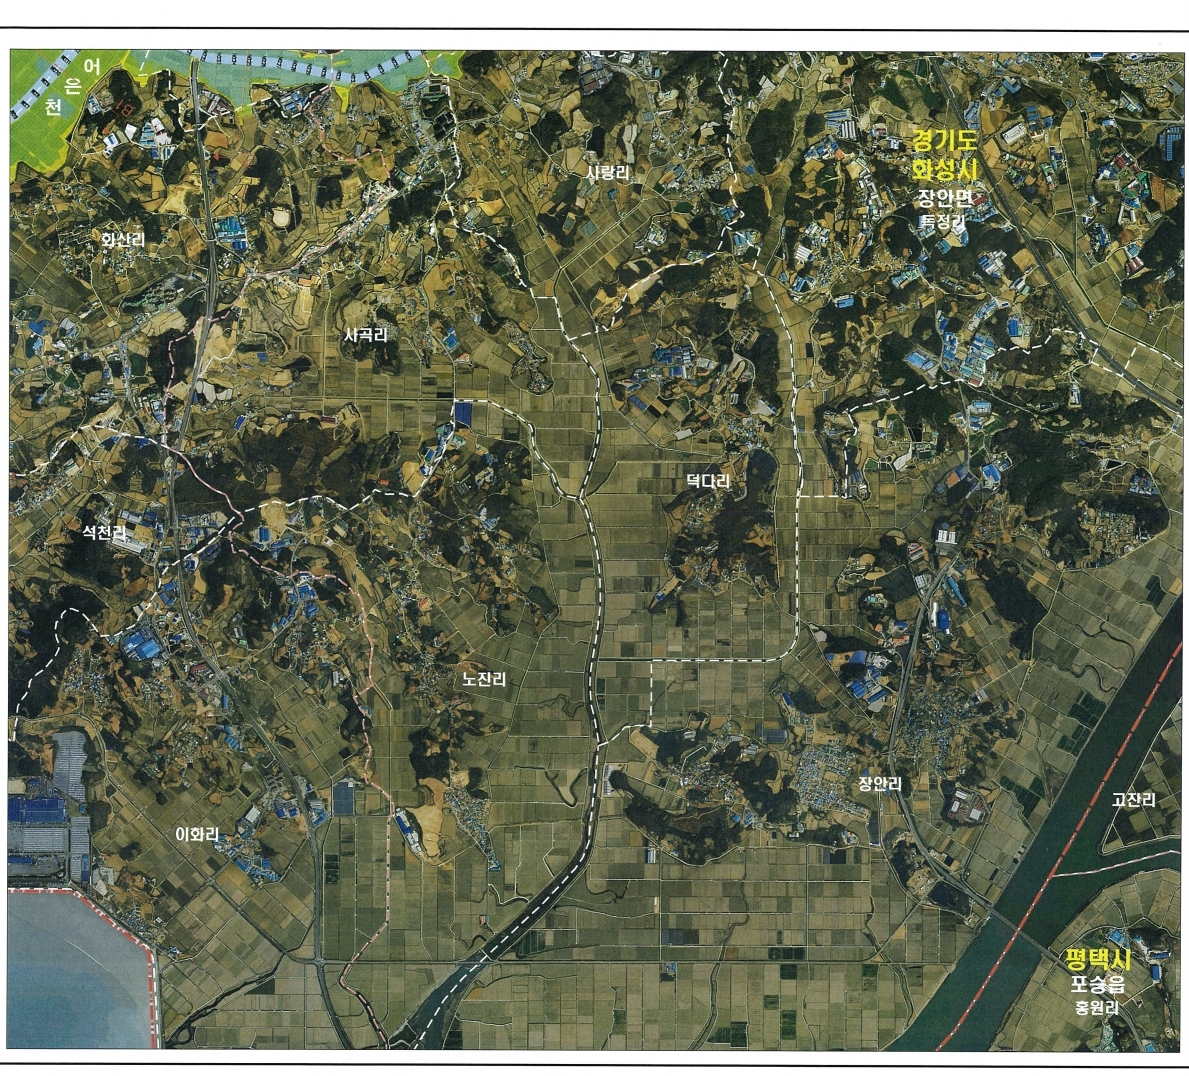 어
은
천
경기도
화성시
장안면
독정리
사랑리
화산리
사곡리
덕다리
석천리
노진리
장안리
고잔리
이화리
평택시
포승읍
홍원리